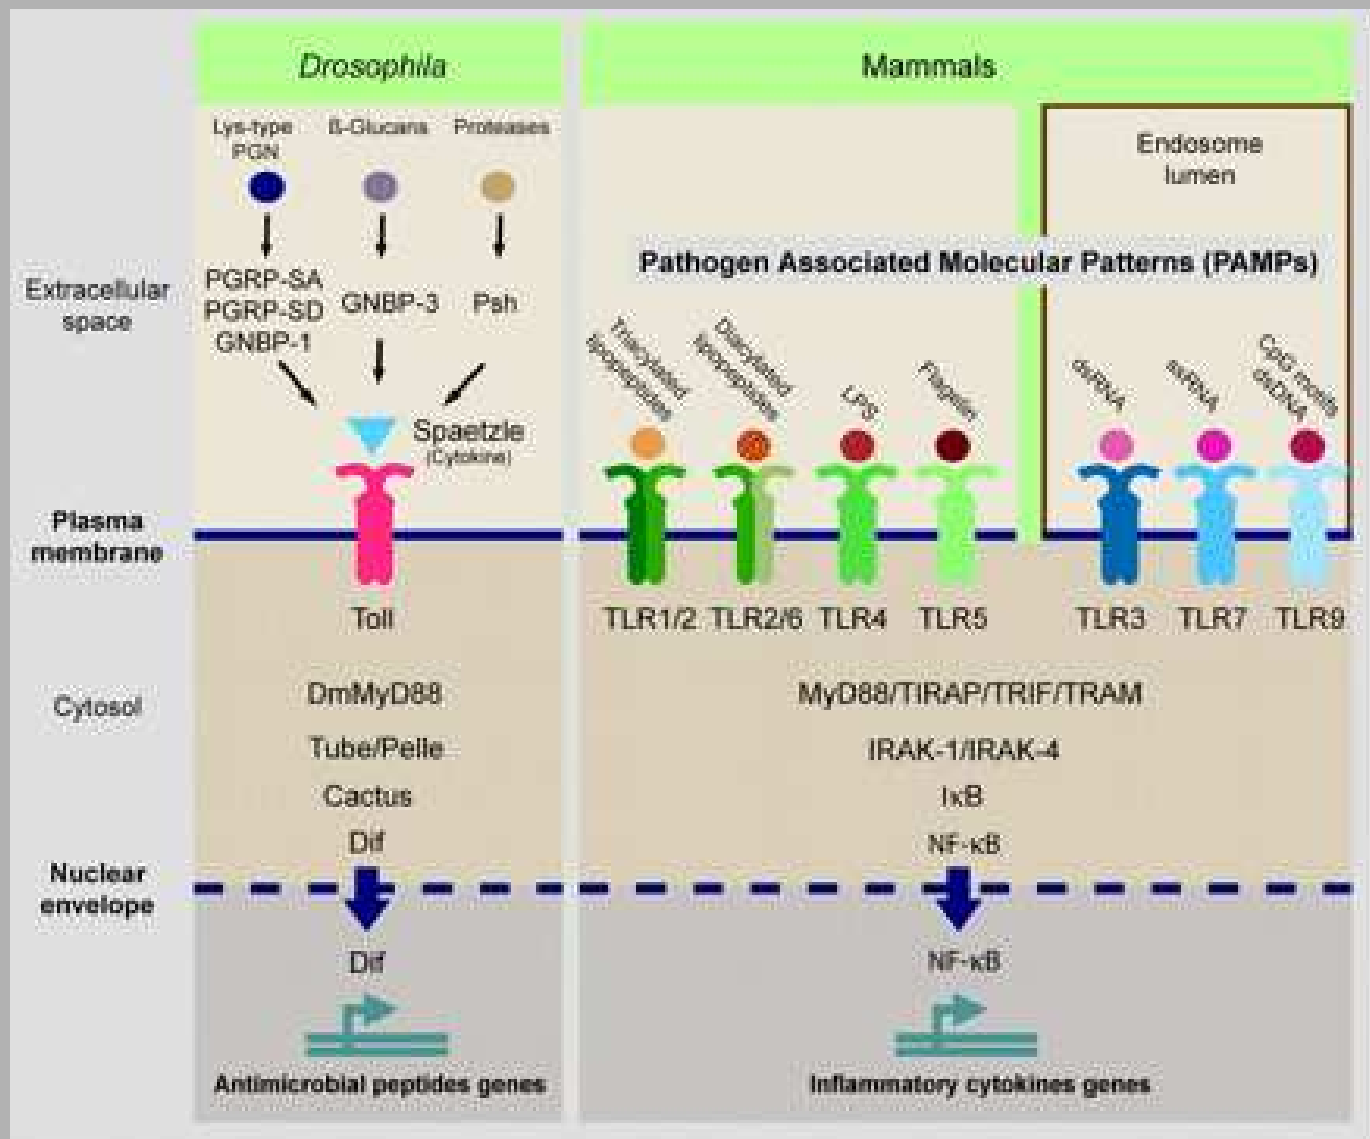 Drosophila
Mammals
Lys-type
PGN
ß-Glucans
Proteases
Endosome
lumen
Pathogen Associated Molecular Patterns (PAMPs)
Extracellular
space
PGRP-SA
PGRP-SD
GNBP-1
GNBP-3
Psh
Triacylated
lipopeptides
Diacylated
lipopeptides
LPS
Flagelin
dsRNA
ssRNA
CpG motifs
dsDNA
Spaetzle
(Cytokine)
Plasma
membrane
Toll
TLR1/2
TLR2/6
TLR4
TLR5
TLR3
TLR7
TLR9
Cytosol
DmMyD88
MyD88/TIRAP/TRIF/TRAM
Tube/Pelle
IRAK-1/IRAK-4
Cactus
IκB
Dif
NF-κB
Nuclear
envelope
Dif
NF-κB
Antimicrobial peptides genes
Inflammatory cytokines genes